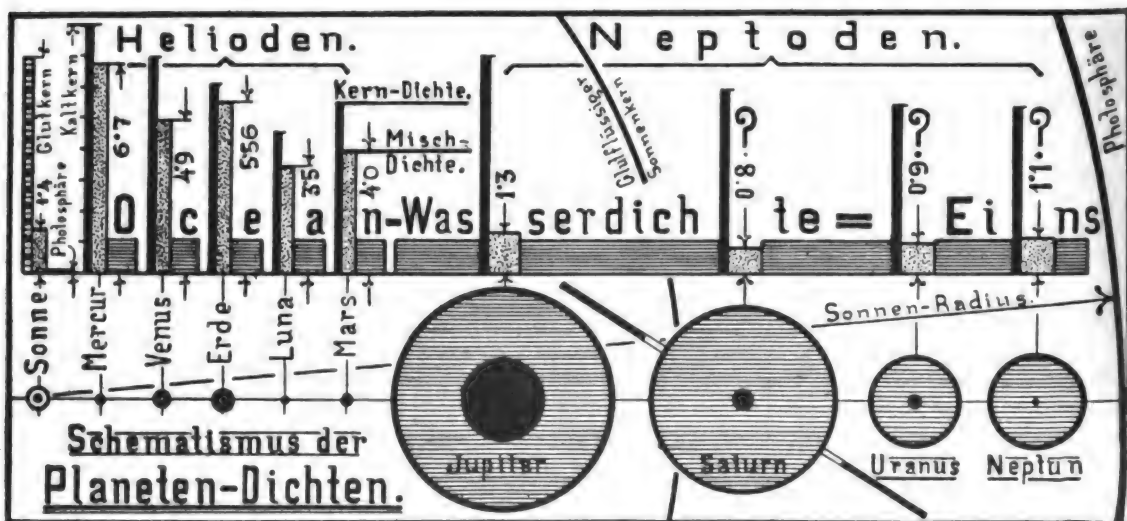 Helioden.
Neptoden.
Glutkern
Photosphäre
Kaltkern
1·4
6·7
4·9
5·56
3·5
4·0
Kern-Dichte.
Misch-
Dichte.
Glutflüssiger
Sonnenkern
Photosphäre
1·3
0·8·?
0·6·?
1·1·?
Ocean-Wasserdichte = Eins
Sonne
Mercur
Venus
Erde
Luna
Mars
Sonnen-Radius.
Jupiter
Saturn
Uranus
Neptun
Schematismus der
Planeten-Dichten.